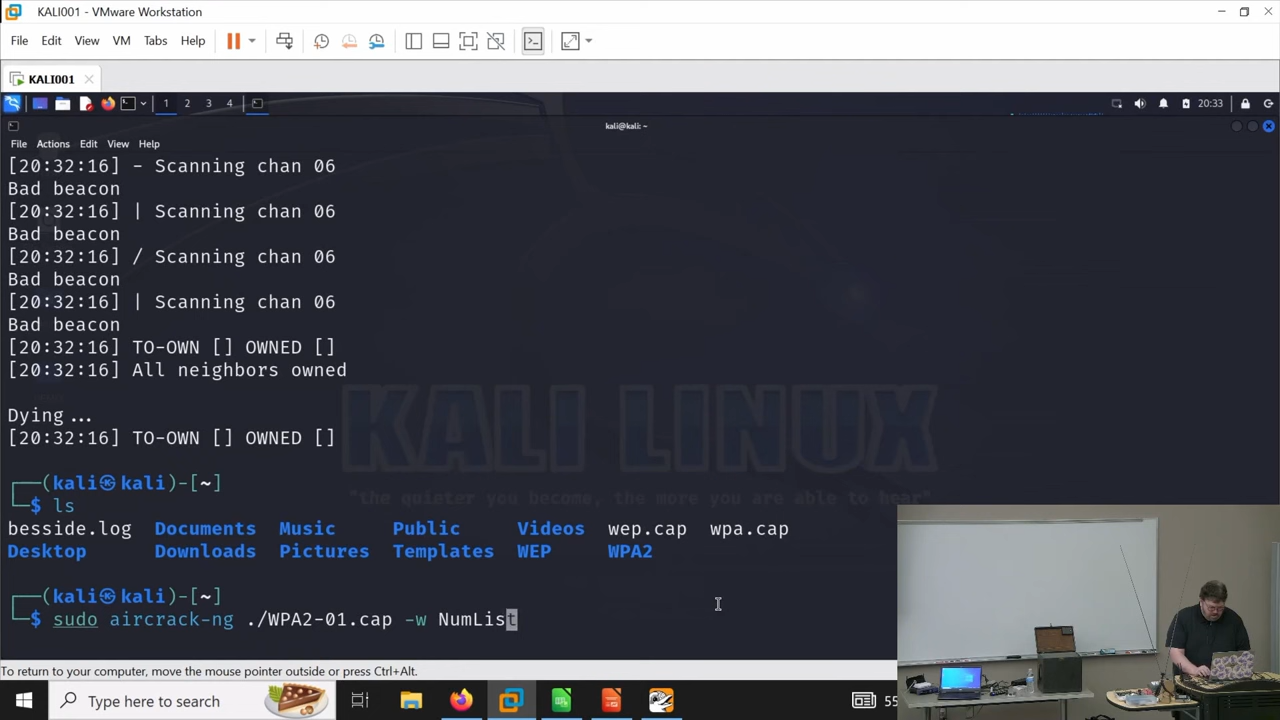 KALI001 - VMware Workstation
File Edit View VM Tabs Help
KALI001
1 2 3 4 20:33
kali@kali: ~
File Actions Edit View Help
[20:32:16] - Scanning chan 06
Bad beacon
[20:32:16] | Scanning chan 06
Bad beacon
[20:32:16] / Scanning chan 06
Bad beacon
[20:32:16] | Scanning chan 06
Bad beacon
[20:32:16] TO-OWN [] OWNED []
[20:32:16] All neighbors owned
Dying...
[20:32:16] TO-OWN [] OWNED []
KALI LINUX
"the quieter you become, the more you are able to hear"
┌──(kali㉿kali)-[~]
└─$ ls
besside.log Documents Music Public Videos wep.cap wpa.cap
Desktop Downloads Pictures Templates WEP WPA2
┌──(kali㉿kali)-[~]
└─$ sudo aircrack-ng ./WPA2-01.cap -w NumList
To return to your computer, move the mouse pointer outside or press Ctrl+Alt.
Type here to search